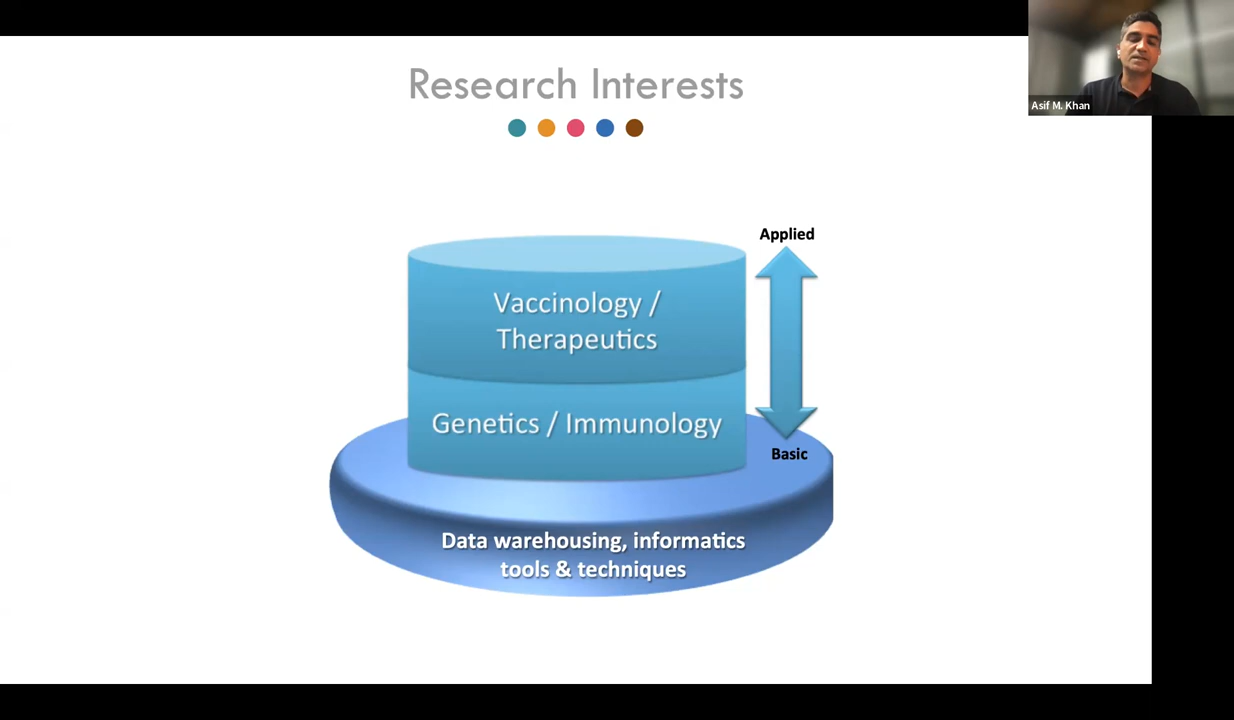 Research Interests
Asif M. Khan
Applied
Vaccinology /
Therapeutics
Genetics / Immunology
Basic
Data warehousing, informatics
tools & techniques